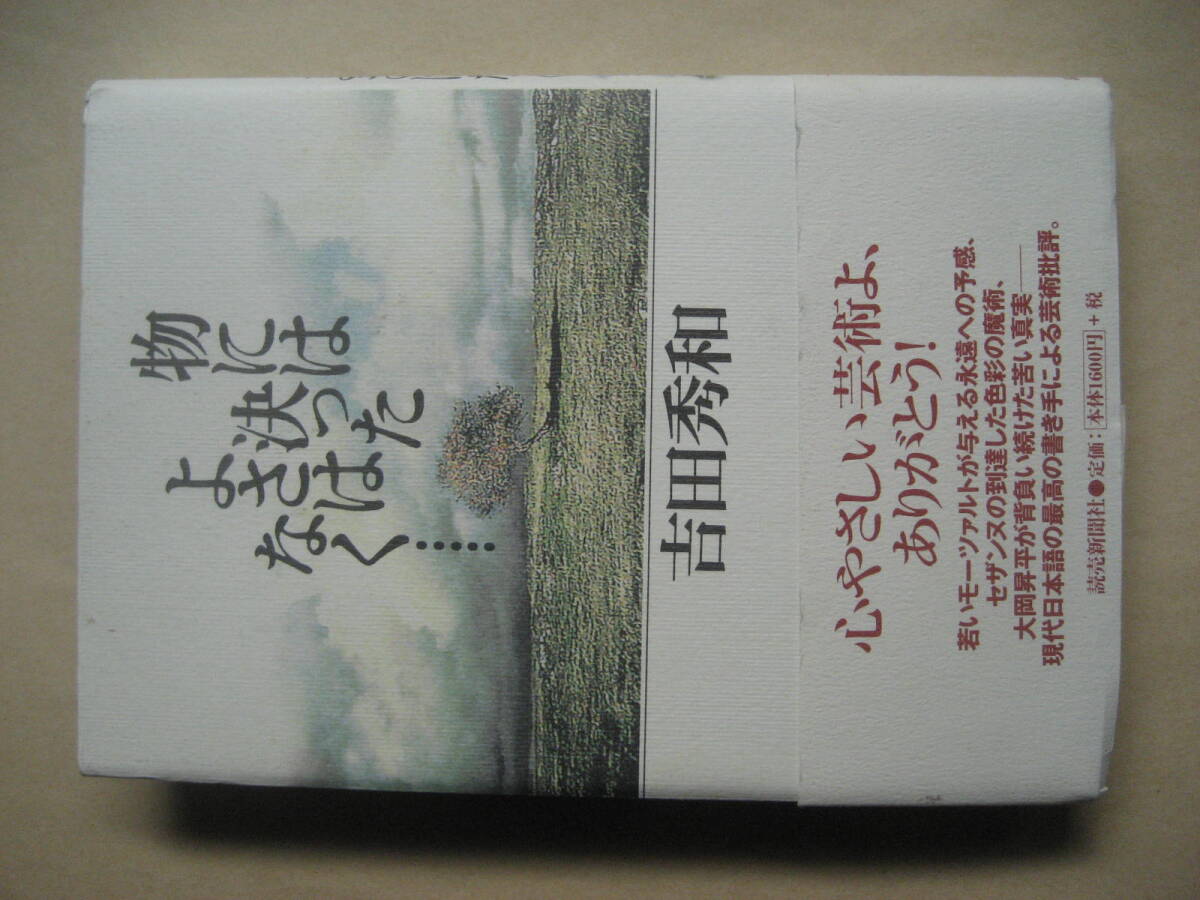 物には
決った
よさは
なく……
吉田秀和
心やさしい芸術よ、
ありがとう!
若いモーツァルトが与える永遠への予感、
セザンヌの到達した色彩の魔術、
大岡昇平が背負い続けた苦い真実――
現代日本語の最高の書き手による芸術批評。
読売新聞社●定価:本体1600円+税